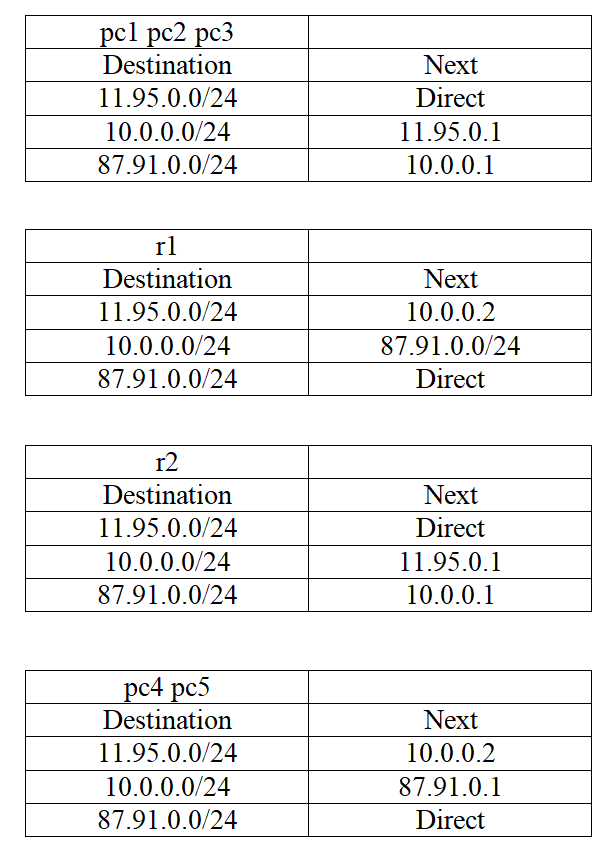 pc1 pc2 pc3
Destination Next
11.95.0.0/24 Direct
10.0.0.0/24 11.95.0.1
87.91.0.0/24 10.0.0.1
r1
Destination Next
11.95.0.0/24 10.0.0.2
10.0.0.0/24 87.91.0.0/24
87.91.0.0/24 Direct
r2
Destination Next
11.95.0.0/24 Direct
10.0.0.0/24 11.95.0.1
87.91.0.0/24 10.0.0.1
pc4 pc5
Destination Next
11.95.0.0/24 10.0.0.2
10.0.0.0/24 87.91.0.1
87.91.0.0/24 Direct